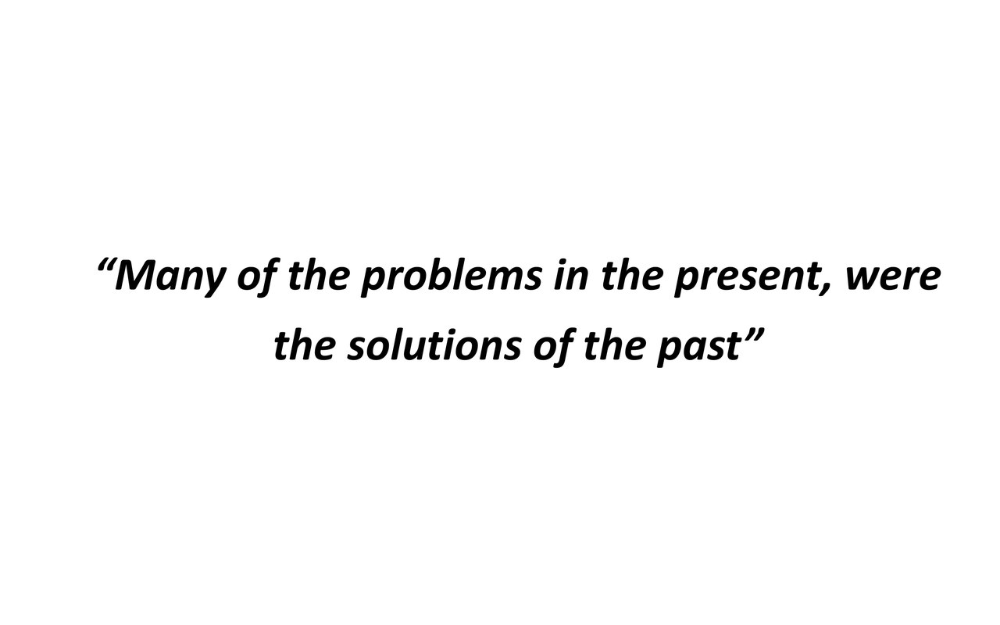 “Many of the problems in the present, were
the solutions of the past”